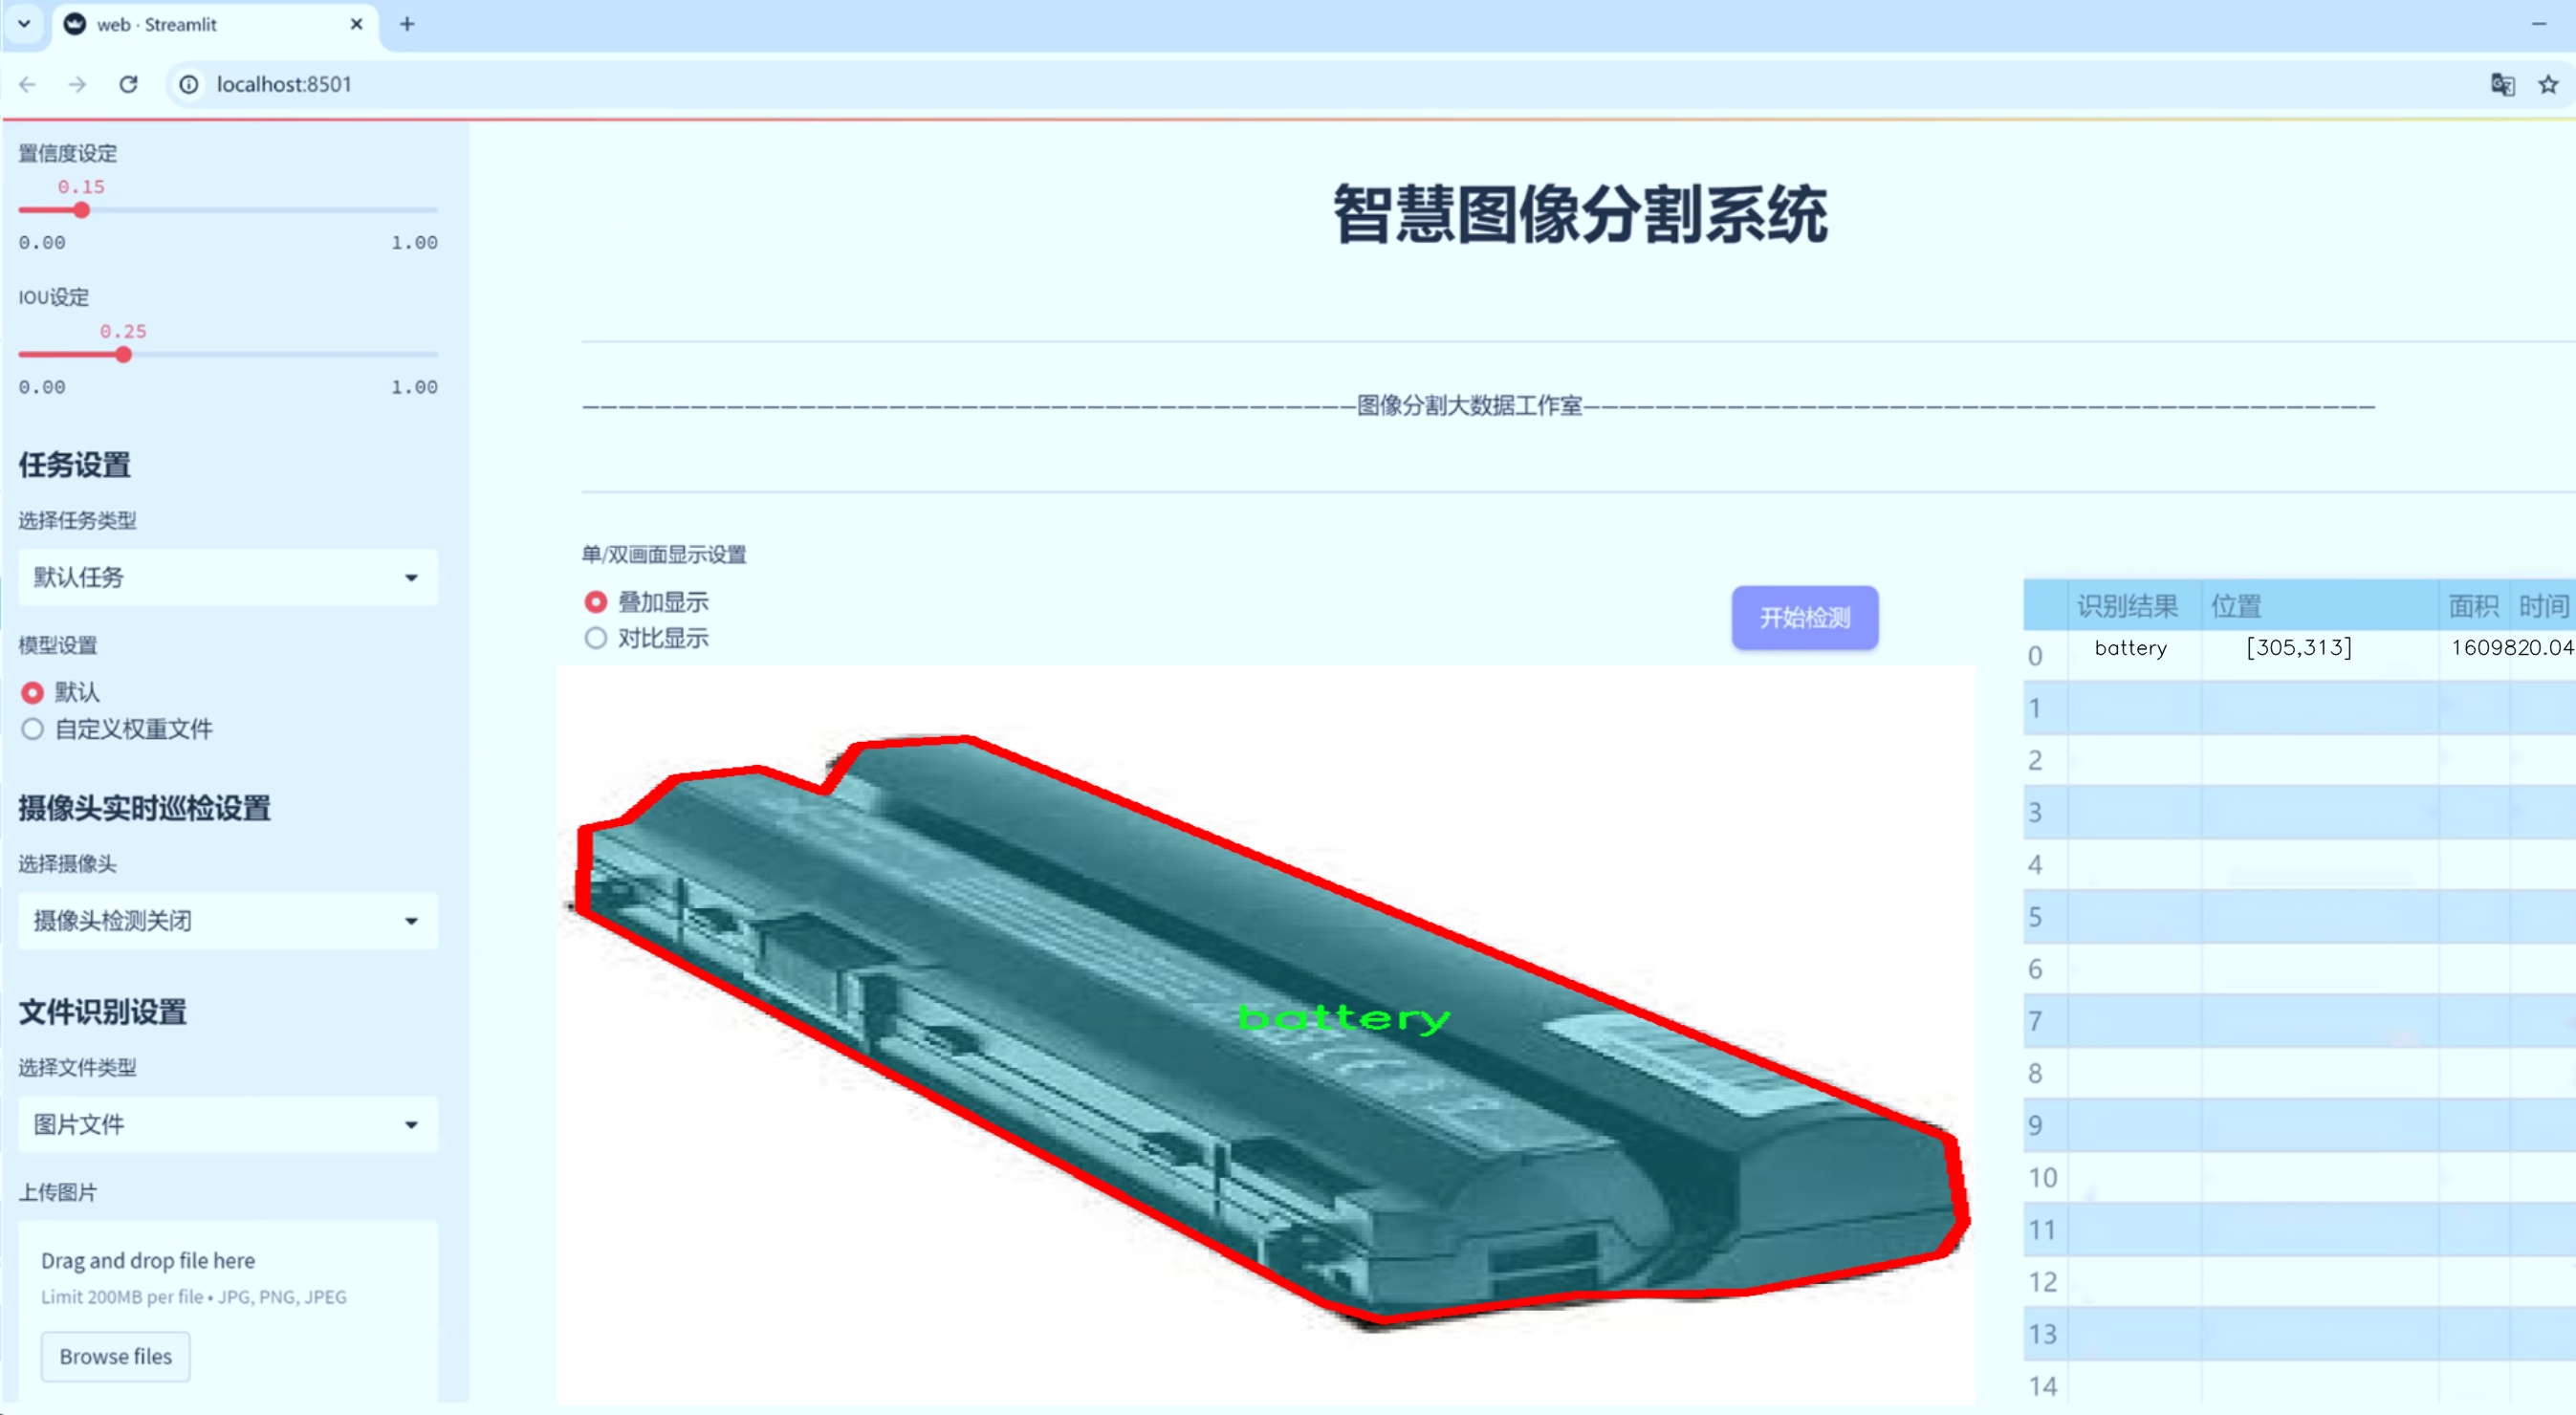 web · Streamlit
localhost:8501
置信度设定
0.15
0.00 1.00
IOU设定
0.25
0.00 1.00
任务设置
选择任务类型
默认任务
模型设置
默认
自定义权重文件
摄像头实时巡检设置
选择摄像头
摄像头检测关闭
文件识别设置
选择文件类型
图片文件
上传图片
Drag and drop file here
Limit 200MB per file • JPG, PNG, JPEG
Browse files
智慧图像分割系统
图像分割大数据工作室
单/双画面显示设置
叠加显示
对比显示
开始检测
battery
识别结果 位置 面积 时间
0 battery [305,313] 1609820.04
1
2
3
4
5
6
7
8
9
10
11
12
13
14